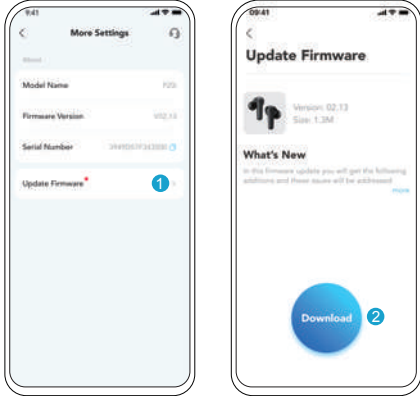 9:41
More Settings
About
Model Name
Firmware Version
V02.13
Serial Number
Update Firmware*
1
09:41
Update Firmware
Version: 02.13
Size: 1.3M
What's New
In this firmware update you will get the following
additions and these issues will be addressed
more
Download
2